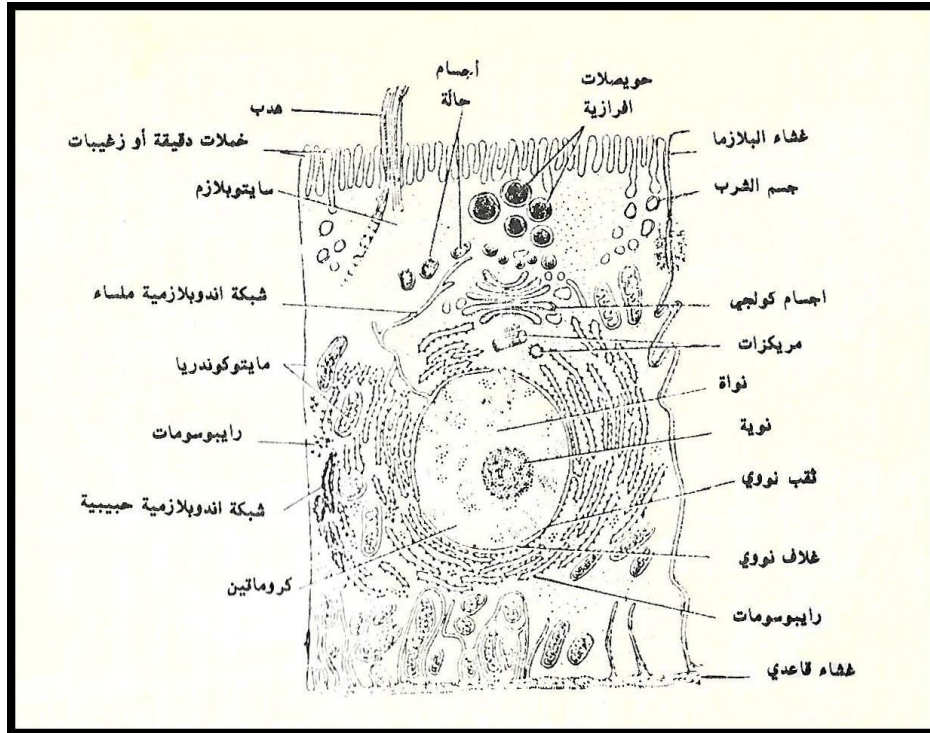 أجسام
حالّة
حويصلات
افرازية
هدب
غشاء البلازما
خملات دقيقة أو زغيبات
جسم الشرب
سايتوبلازم
شبكة اندوبلازمية ملساء
اجسام كولجي
مريكزات
مايتوكوندريا
نواة
رايبوسومات
نوية
ثقب نووي
شبكة اندوبلازمية حبيبية
غلاف نووي
كروماتين
رايبوسومات
غشاء قاعدي